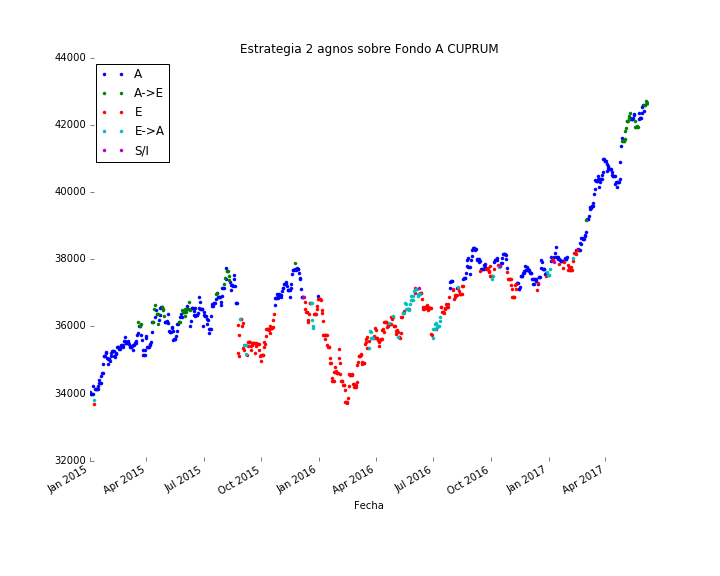 Estrategia 2 agnos sobre Fondo A CUPRUM
44000
42000
40000
38000
36000
34000
32000
A
A->E
E
E->A
S/I
Jan 2015
Apr 2015
Jul 2015
Oct 2015
Jan 2016
Apr 2016
Jul 2016
Oct 2016
Jan 2017
Apr 2017
Fecha